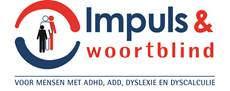 Impuls &
woortblind
VOOR MENSEN MET ADHD, ADD, DYSLEXIE EN DYSCALCULIE